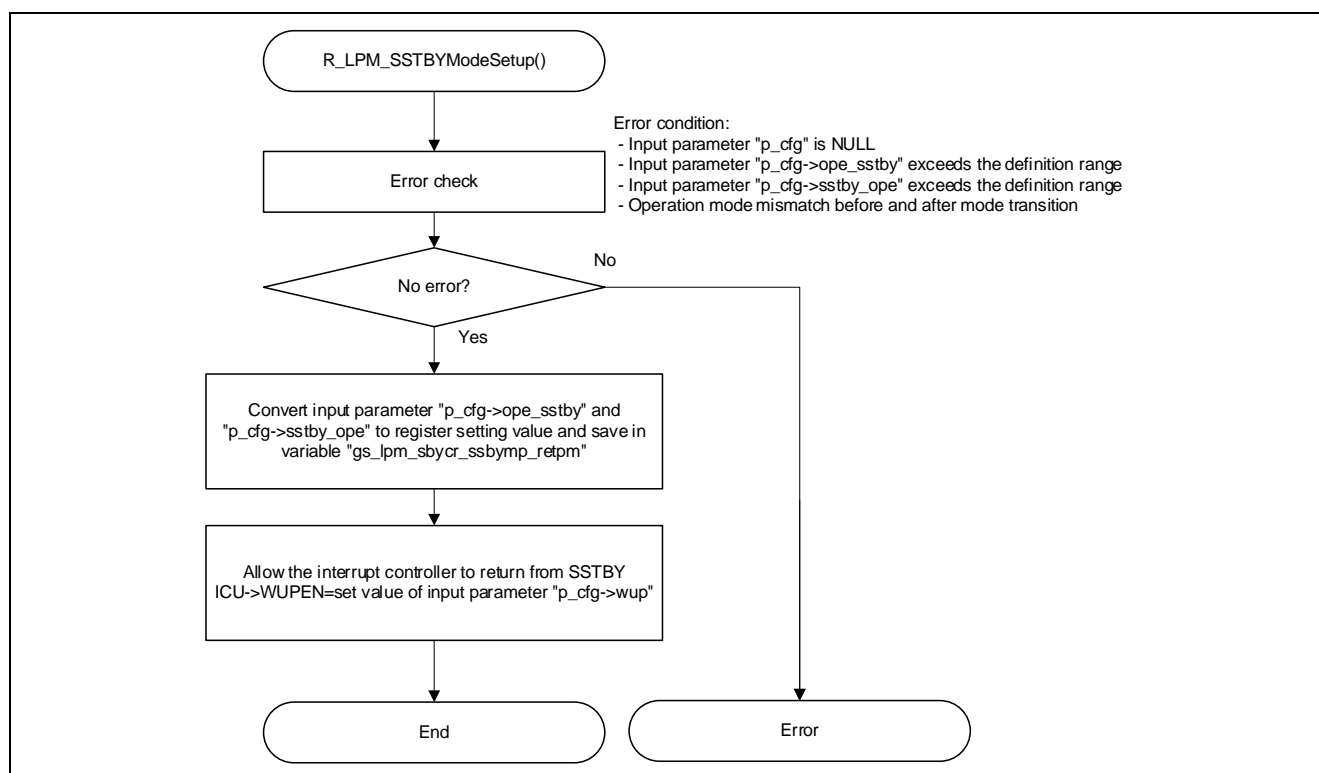 R_LPM_SSTBYModeSetup()
Error condition:
- Input parameter "p_cfg" is NULL
- Input parameter "p_cfg->ope_sstby" exceeds the definition range
- Input parameter "p_cfg->sstby_ope" exceeds the definition range
- Operation mode mismatch before and after mode transition
Error check
No error?
No
Yes
Convert input parameter "p_cfg->ope_sstby" and
"p_cfg->sstby_ope" to register setting value and save in
variable "gs_lpm_sbycr_ssbymp_retpm"
Allow the interrupt controller to return from SSTBY
ICU->WUPEN=set value of input parameter "p_cfg->wup"
End
Error